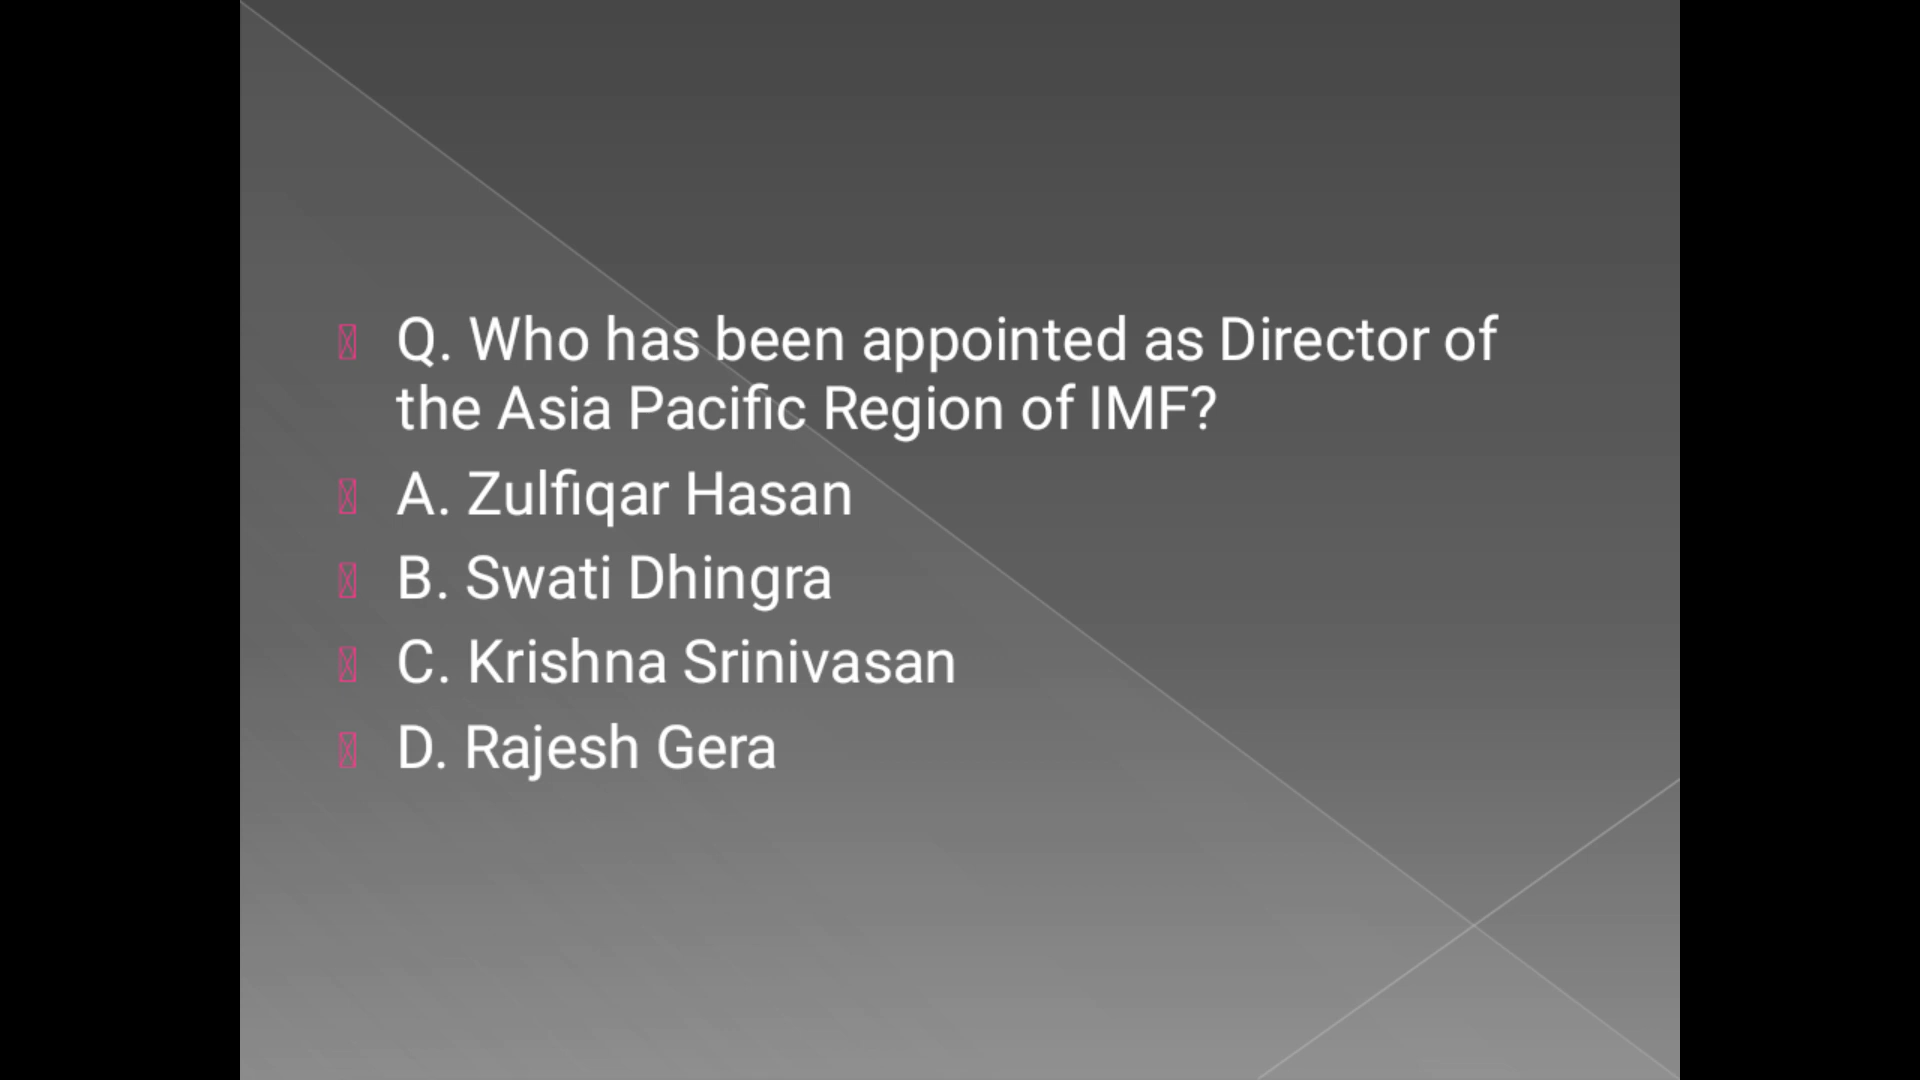 Q. Who has been appointed as Director of
the Asia Pacific Region of IMF?
A. Zulfiqar Hasan
B. Swati Dhingra
C. Krishna Srinivasan
D. Rajesh Gera